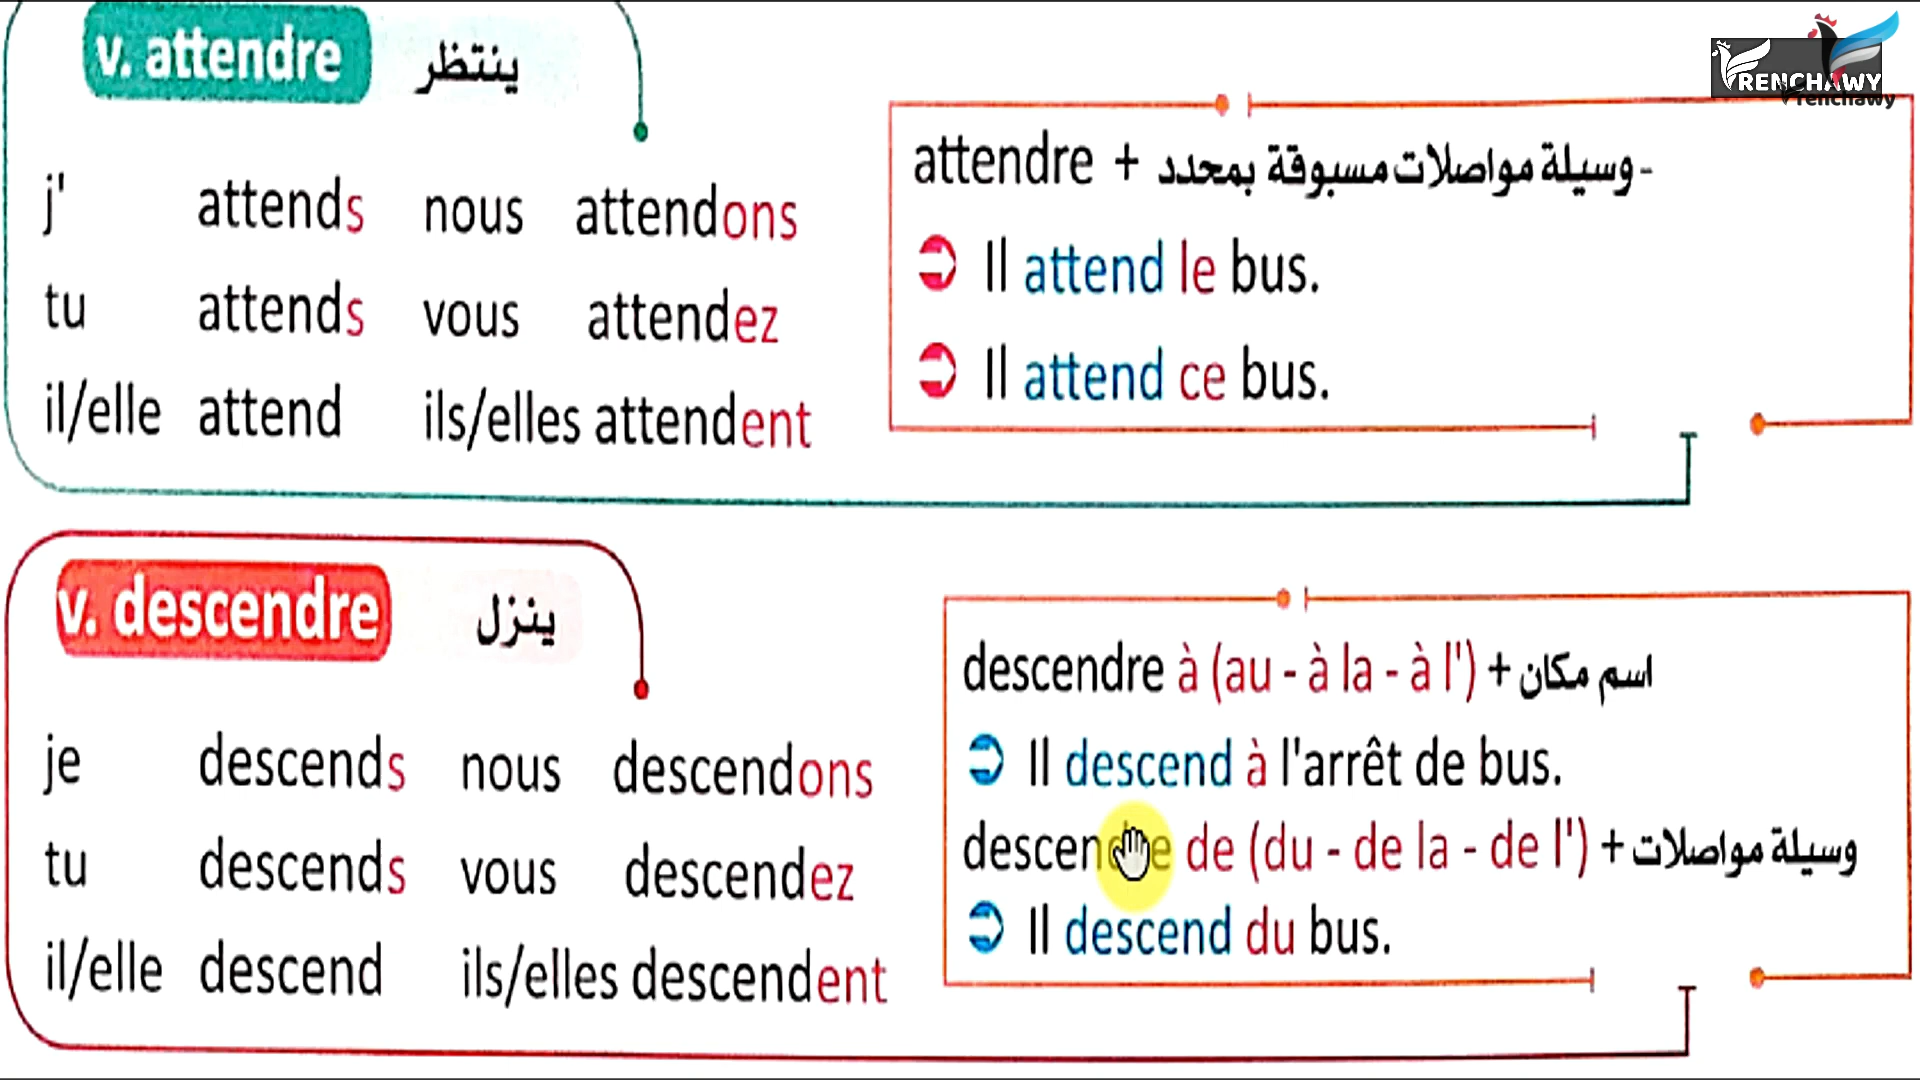 v. attendre ينتظر
j' attends nous attendons
tu attends vous attendez
il/elle attend ils/elles attendent
attendre + وسيلة مواصلات مسبوقة بمحدد-
Il attend le bus.
Il attend ce bus.
v. descendre ينزل
je descends nous descendons
tu descends vous descendez
il/elle descend ils/elles descendent
descendre à (au - à la - à l') + اسم مكان
Il descend à l'arrêt de bus.
descendre de (du - de la - de l') + وسيلة مواصلات
Il descend du bus.
FRENCHAWY
Frenchawy